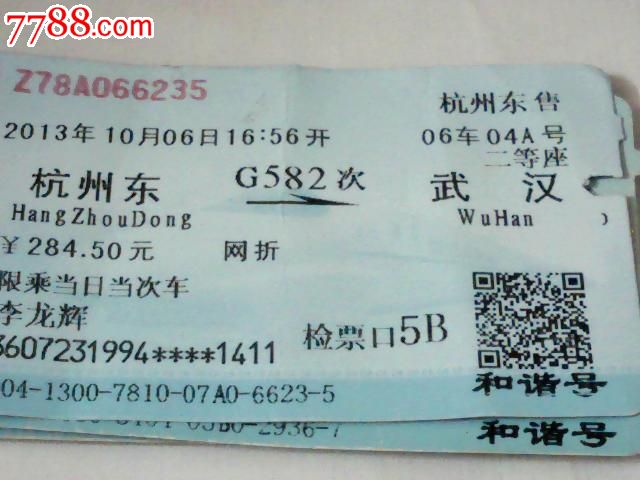 7788.com
Z78A066235
杭州东售
2013年10月06日16:56开
06车04A号
二等座
杭州东
G582次
武汉
HangZhouDong
WuHan
¥284.50元
网折
限乘当日当次车
李龙辉
3607231994****1411
检票口5B
04-1300-7810-07A0-6623-5
和谐号
05B0-2936-7
和谐号